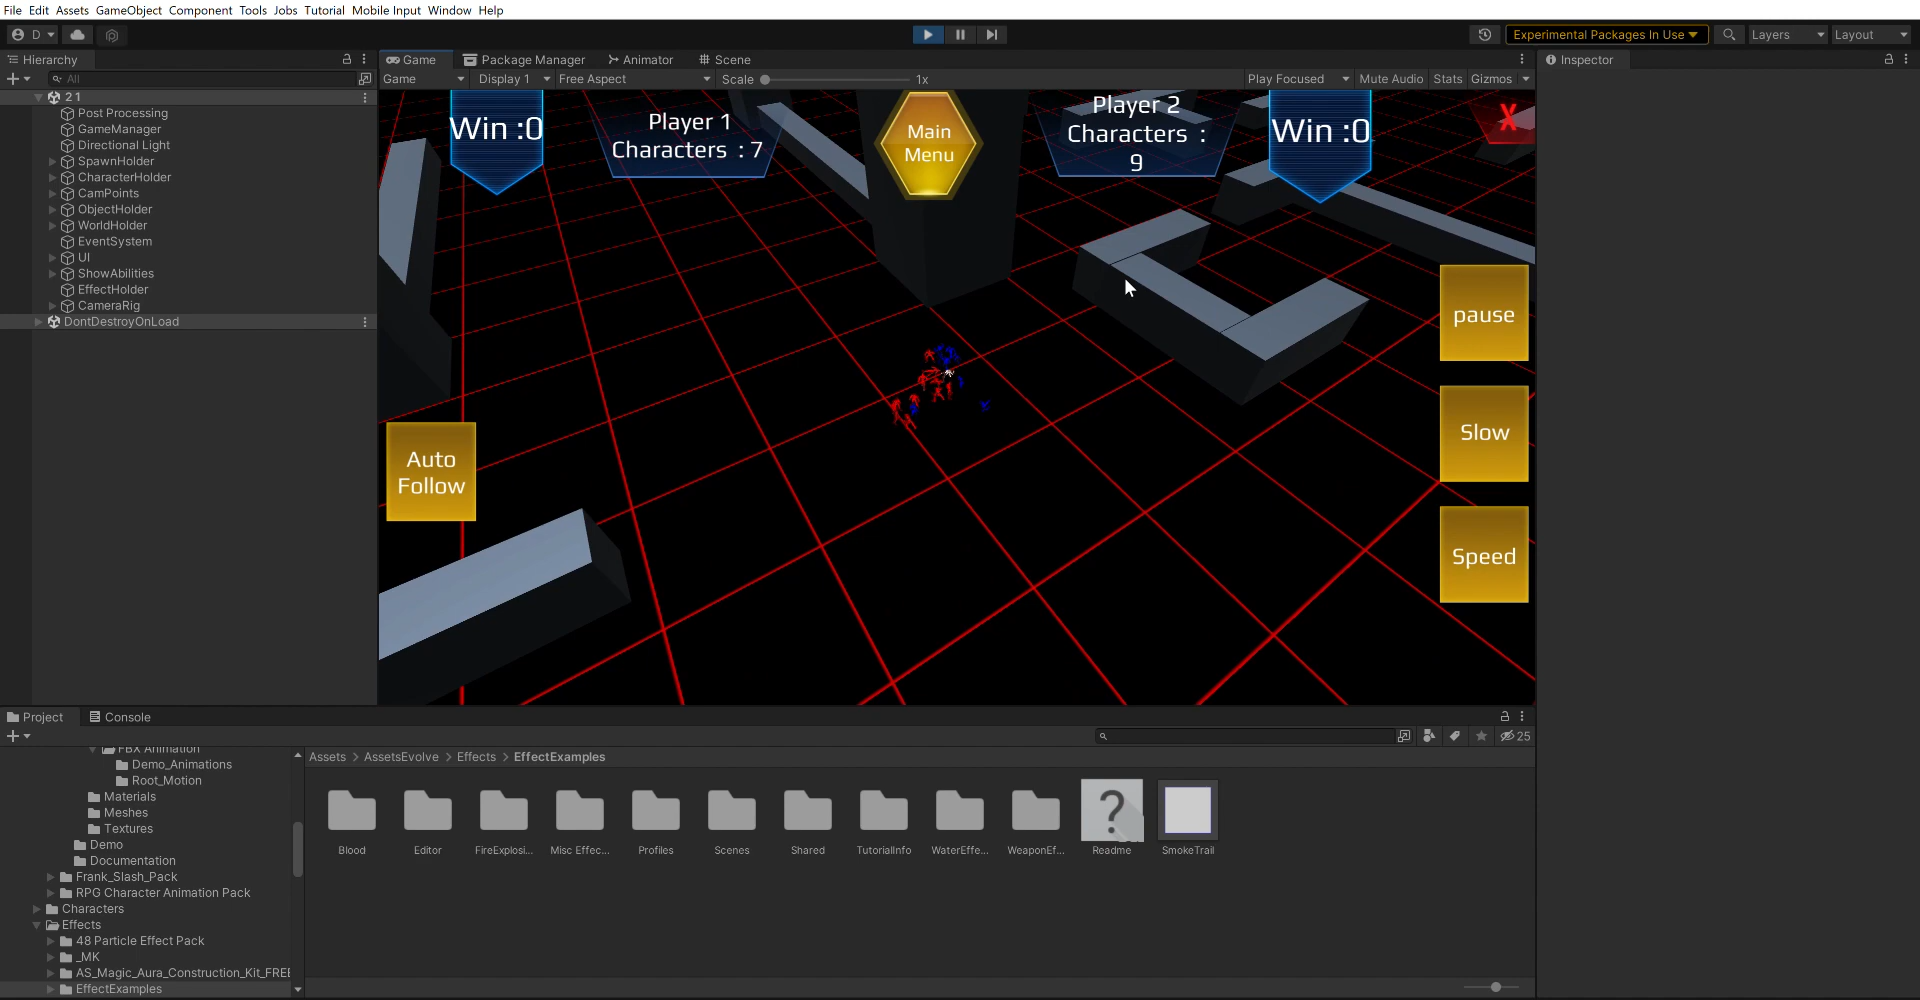 File Edit Assets GameObject Component Tools Jobs Tutorial Mobile Input Window Help
D
Experimental Packages In Use
Layers
Layout
Hierarchy
All
21
Post Processing
GameManager
Directional Light
SpawnHolder
CharacterHolder
CamPoints
ObjectHolder
WorldHolder
EventSystem
UI
ShowAbilities
EffectHolder
CameraRig
DontDestroyOnLoad
Game Package Manager Animator Scene
Game Display 1 Free Aspect Scale 1x Play Focused Mute Audio Stats Gizmos
Win :0
Player 1
Characters : 7
Main
Menu
Player 2
Characters :
9
Win :0
X
pause
Slow
Speed
Auto
Follow
Inspector
Project Console
25
FBX Animation
Demo_Animations
Root_Motion
Materials
Meshes
Textures
Demo
Documentation
Frank_Slash_Pack
RPG Character Animation Pack
Characters
Effects
48 Particle Effect Pack
_MK
AS_Magic_Aura_Construction_Kit_FREE
EffectExamples
Assets > AssetsEvolve > Effects > EffectExamples
?
Blood Editor FireExplosi... Misc Effec... Profiles Scenes Shared TutorialInfo WaterEffe... WeaponEf... Readme SmokeTrail